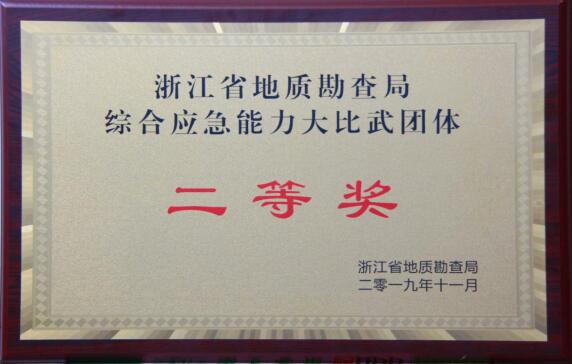 浙江省地质勘查局
综合应急能力大比武团体
二等奖
浙江省地质勘查局
二零一九年十一月